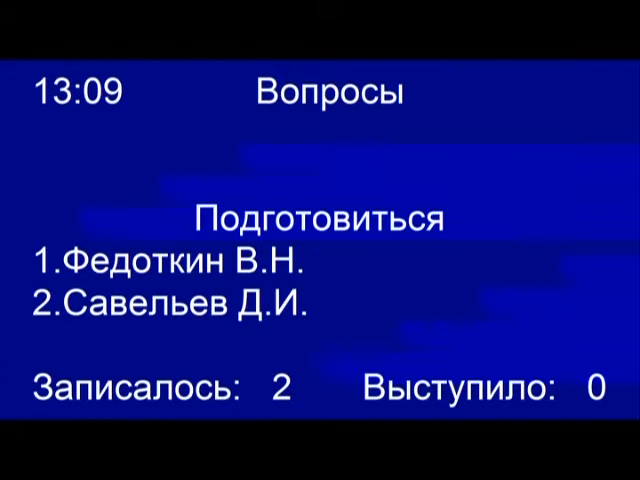 13:09 Вопросы
Подготовиться
1.Федоткин В.Н.
2.Савельев Д.И.
Записалось: 2 Выступило: 0